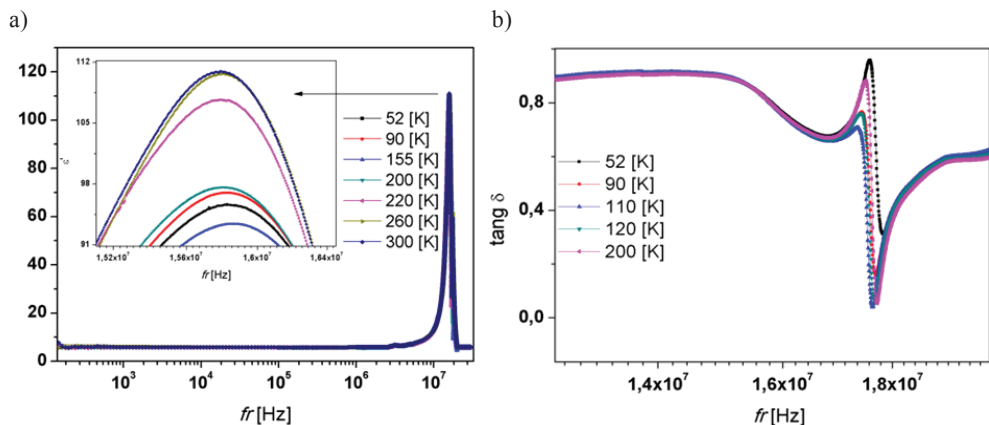 a)
120
100
80
60
40
20
0
112
105
98
91
ε'
1,52x10⁷
1,56x10⁷
1,6x10⁷
1,64x10⁷
fr [Hz]
52 [K]
90 [K]
155 [K]
200 [K]
220 [K]
260 [K]
300 [K]
10³
10⁴
10⁵
10⁶
10⁷
fr [Hz]
b)
tang δ
0,8
0,4
0,0
52 [K]
90 [K]
110 [K]
120 [K]
200 [K]
1,4x10⁷
1,6x10⁷
1,8x10⁷
fr [Hz]